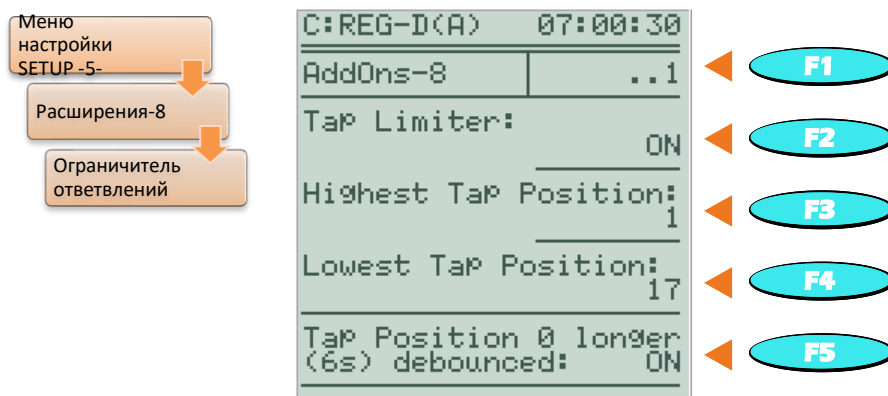 Меню
настройки
SETUP -5-
Расширения-8
Ограничитель
ответвлений
C:REG-D(A) 07:00:30
AddOns-8 ..1
F1
Tap Limiter:
ON
F2
Highest Tap Position:
1
F3
Lowest Tap Position:
17
F4
Tap Position 0 longer
(6s) debounced: ON
F5